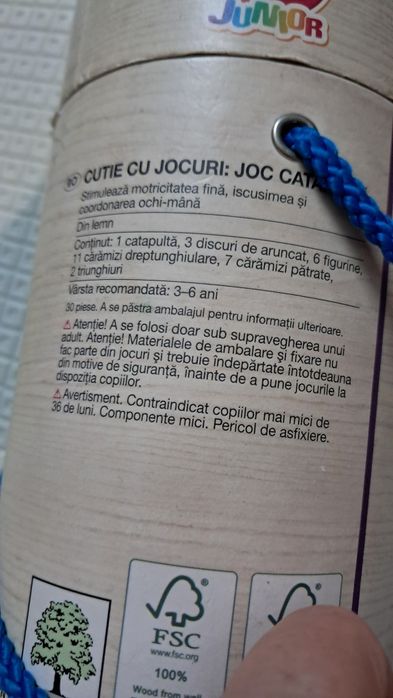 JUNIOR
RO CUTIE CU JOCURI: JOC CATA
Stimulează motricitatea fină, iscusimea și
coordonarea ochi-mână
Din lemn
Conținut: 1 catapultă, 3 discuri de aruncat, 6 figurine,
11 cărămizi dreptunghiulare, 7 cărămizi pătrate,
2 triunghiuri
Vârsta recomandată: 3–6 ani
30 piese. A se păstra ambalajul pentru informații ulterioare.
⚠Atenție! A se folosi doar sub supravegherea unui
adult. Atenție! Materialele de ambalare și fixare nu
fac parte din jocuri și trebuie îndepărtate întotdeauna
din motive de siguranță, înainte de a pune jocurile la
dispoziția copiilor.
⚠Avertisment. Contraindicat copiilor mai mici de
36 de luni. Componente mici. Pericol de asfixiere.
FSC
www.fsc.org
100%
Wood from well